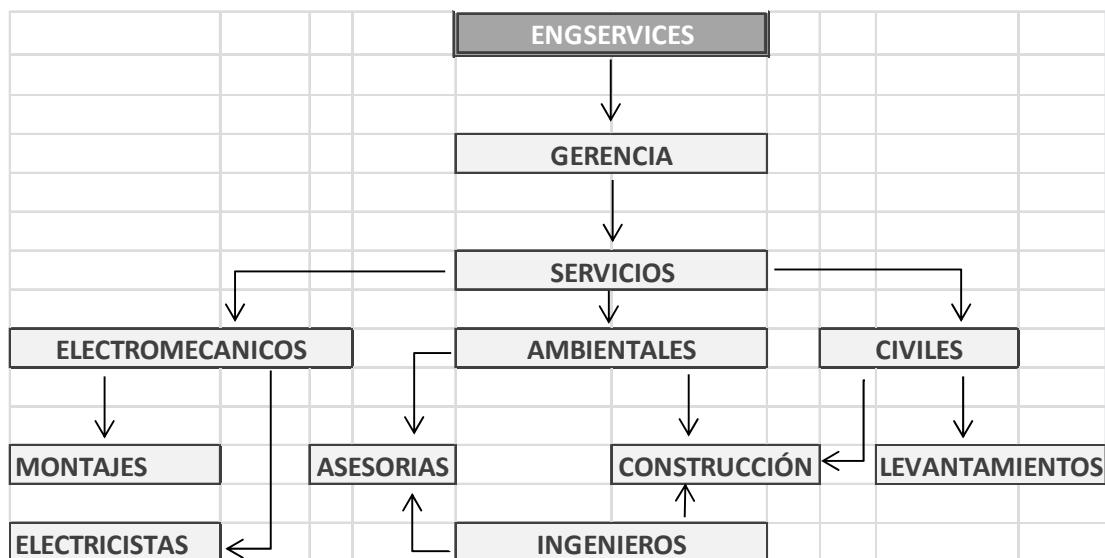 ENGSERVICES
GERENCIA
SERVICIOS
ELECTROMECANICOS
AMBIENTALES
CIVILES
MONTAJES
ASESORIAS
CONSTRUCCIÓN
LEVANTAMIENTOS
ELECTRICISTAS
INGENIEROS